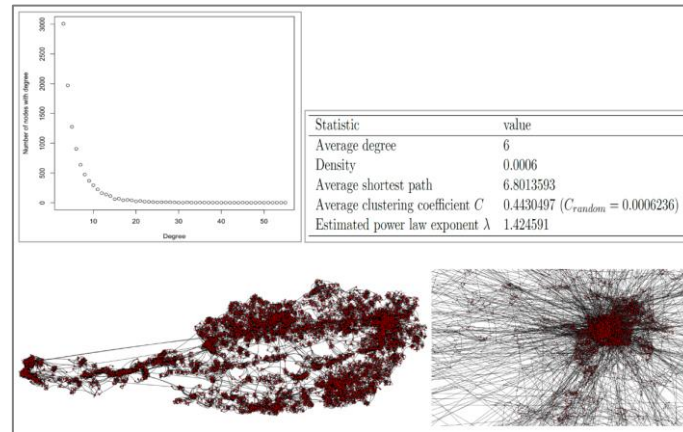 3000
2500
2000
1500
1000
500
0
Number of nodes with degree
10
20
30
40
50
Degree
Statistic value
Average degree 6
Density 0.0006
Average shortest path 6.8013593
Average clustering coefficient C 0.4430497 (C_random = 0.0006236)
Estimated power law exponent λ 1.424591